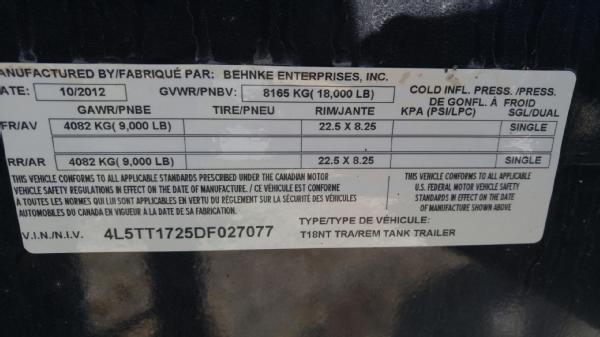 ANUFACTURED BY/FABRIQUÉ PAR: BEHNKE ENTERPRISES, INC.
ATE: 10/2012 GVWR/PNBV: 8165 KG( 18,000 LB)
COLD INFL. PRESS. /PRESS. DE GONFL. À FROID
GAWR/PNBE TIRE/PNEU RIM/JANTE KPA (PSI/LPC) SGL/DUAL
FR/AV 4082 KG( 9,000 LB) 22.5 X 8.25 SINGLE
RR/AR 4082 KG( 9,000 LB) 22.5 X 8.25 SINGLE
THIS VEHICLE CONFORMS TO ALL APPLICABLE STANDARDS PRESCRIBED UNDER THE CANADIAN MOTOR
VEHICLE SAFETY REGULATIONS IN EFFECT ON THE DATE OF MANUFACTURE. / CE VÉHICULE EST CONFORME
A TOUTES LES NORMES QUI LUI SONT APPLICABLES EN VERTU DU RÈGLEMENT SUR LA SÉCURITÉ DES VÉHICULES
AUTOMOBILES DU CANADA EN VIGUEUR A LA DATE DE SA FABRICATION.
THIS VEHICLE CONFORMS TO ALL APPLICABLE
U.S. FEDERAL MOTOR VEHICLE SAFETY
STANDARDS IN EFFECT ON THE DATE
OF MANUFACTURE SHOWN ABOVE
V.I.N./N.I.V. 4L5TT1725DF027077
TYPE/TYPE DE VÉHICULE:
T18NT TRA/REM TANK TRAILER